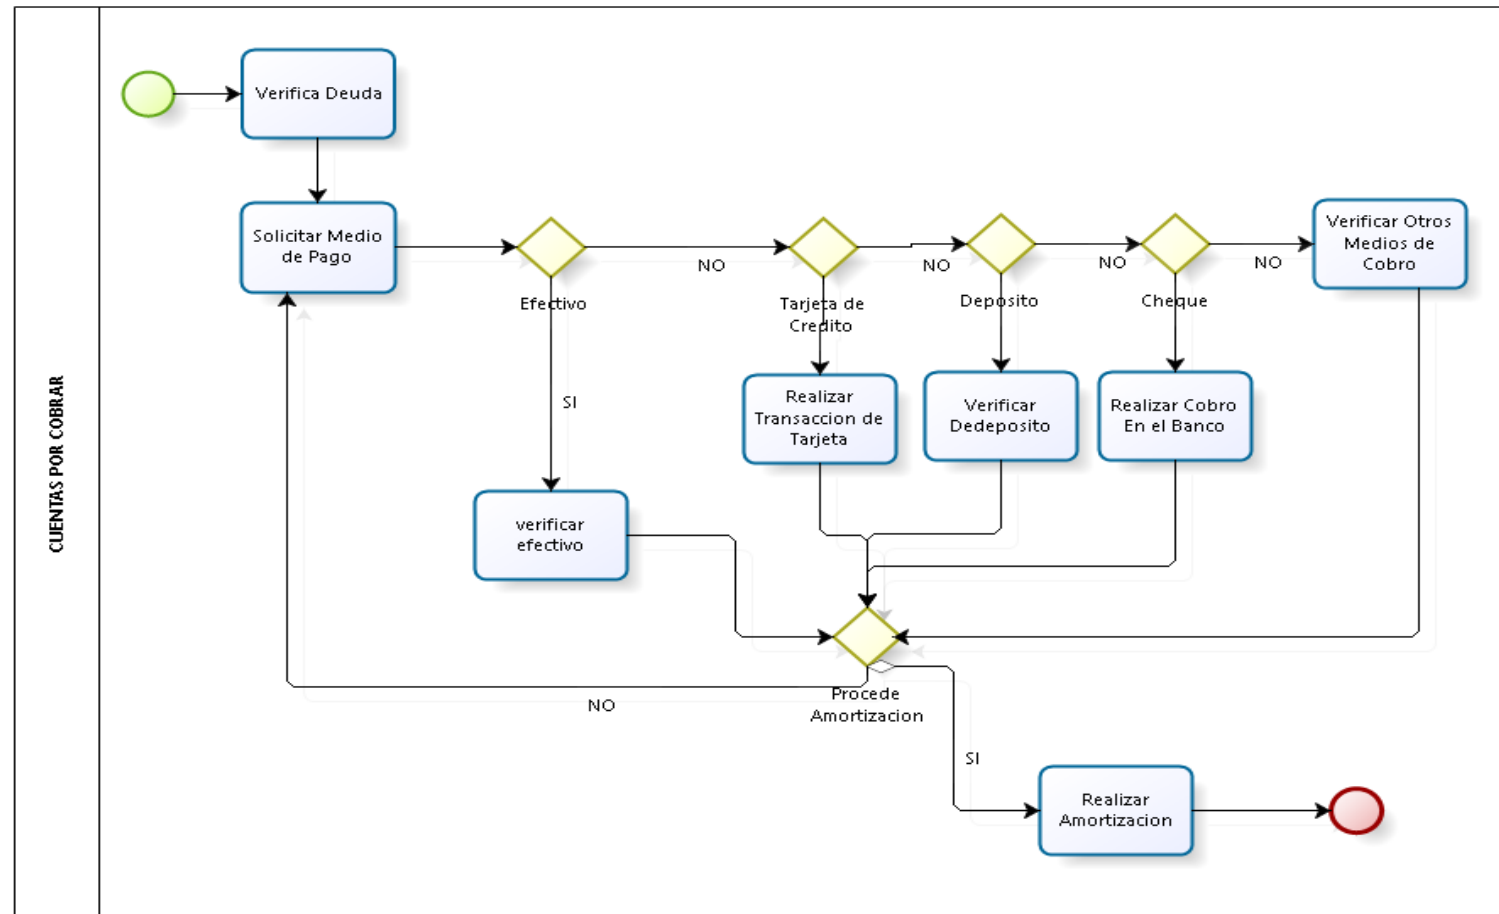 CUENTAS POR COBRAR
Verifica Deuda
Solicitar Medio
de Pago
Efectivo
NO
Tarjeta de
Credito
NO
Deposito
NO
Cheque
NO
Verificar Otros
Medios de
Cobro
SI
Realizar
Transaccion de
Tarjeta
Verificar
Dedeposito
Realizar Cobro
En el Banco
verificar
efectivo
NO
Procede
Amortizacion
SI
Realizar
Amortizacion